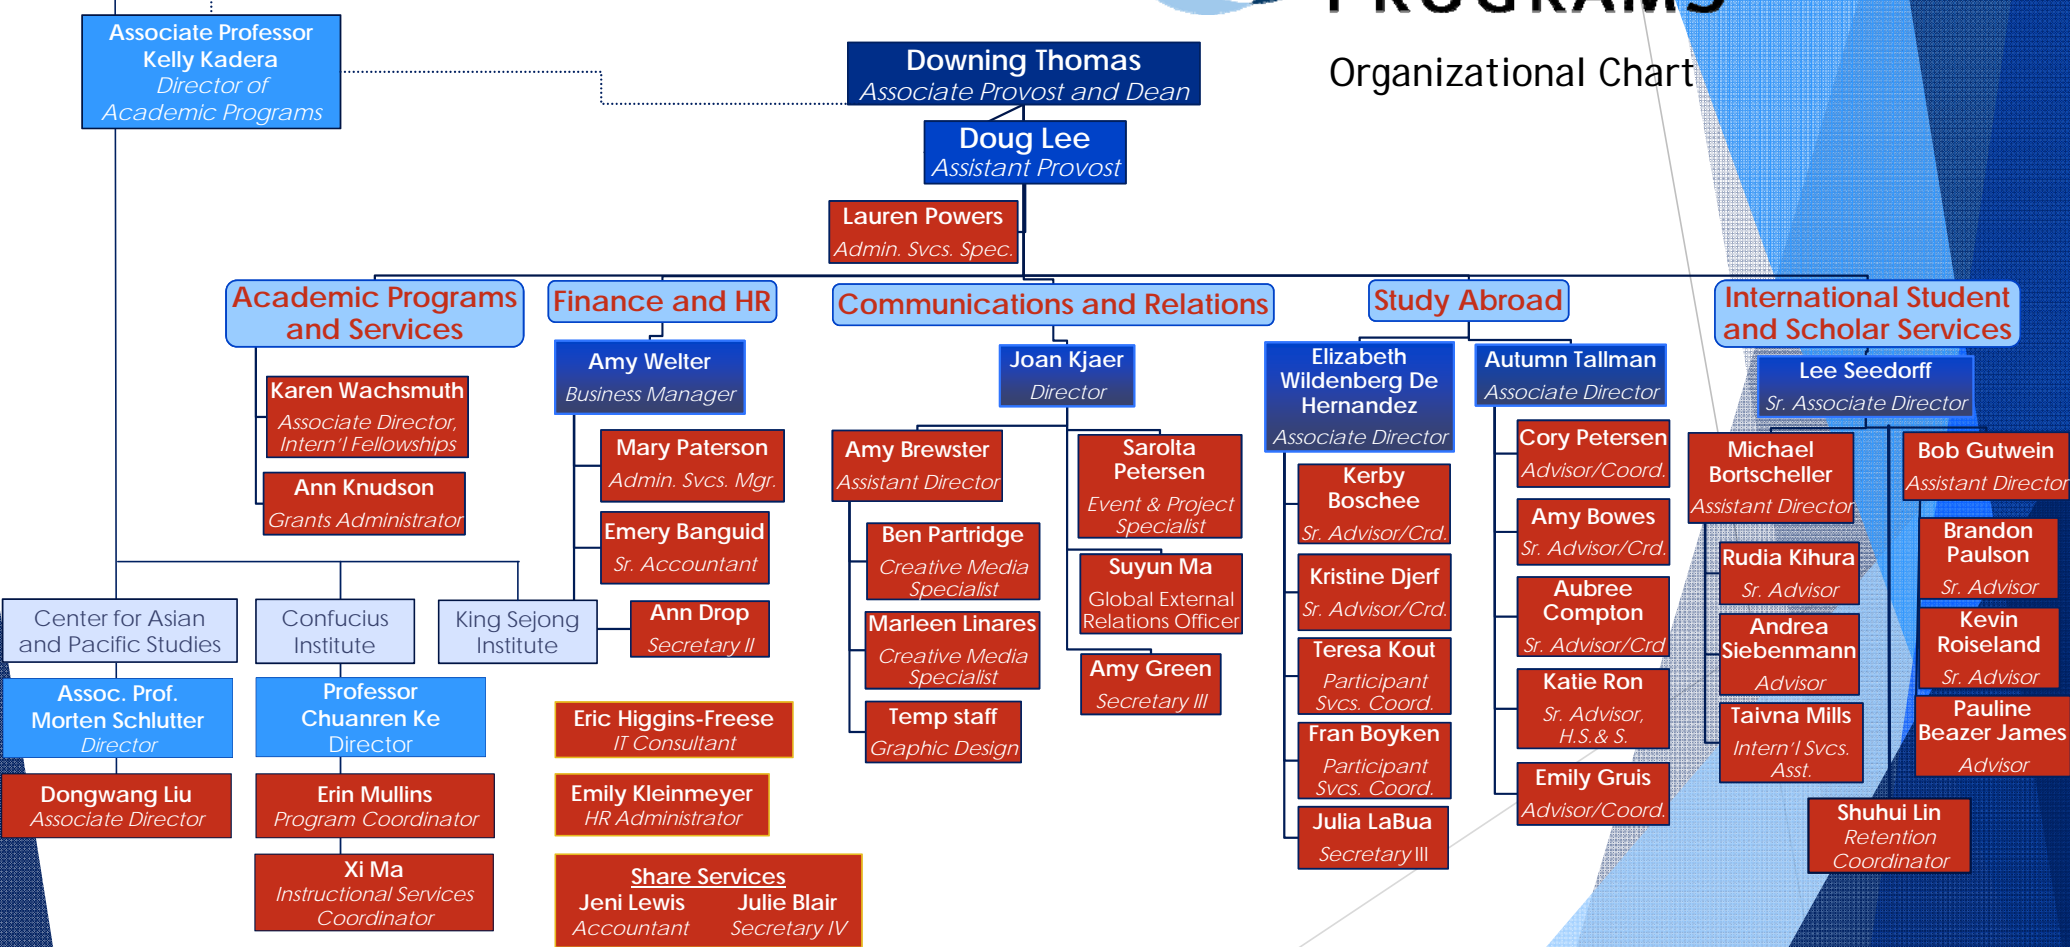 PROGRAMS
Organizational Chart
Associate Professor
Kelly Kadera
Director of
Academic Programs
Downing Thomas
Associate Provost and Dean
Doug Lee
Assistant Provost
Lauren Powers
Admin. Svcs. Spec.
Academic Programs
and Services
Karen Wachsmuth
Associate Director,
Intern'l Fellowships
Ann Knudson
Grants Administrator
Finance and HR
Amy Welter
Business Manager
Mary Paterson
Admin. Svcs. Mgr.
Emery Banguid
Sr. Accountant
Ann Drop
Secretary II
Communications and Relations
Joan Kjaer
Director
Amy Brewster
Assistant Director
Ben Partridge
Creative Media
Specialist
Marleen Linares
Creative Media
Specialist
Temp staff
Graphic Design
Sarolta
Petersen
Event & Project
Specialist
Suyun Ma
Global External
Relations Officer
Amy Green
Secretary III
Study Abroad
Elizabeth
Wildenberg De
Hernandez
Associate Director
Kerby
Boschee
Sr. Advisor/Crd.
Kristine Djerf
Sr. Advisor/Crd.
Teresa Kout
Participant
Svcs. Coord.
Fran Boyken
Participant
Svcs. Coord.
Julia LaBua
Secretary III
Autumn Tallman
Associate Director
Cory Petersen
Advisor/Coord.
Amy Bowes
Sr. Advisor/Crd.
Aubree
Compton
Sr. Advisor/Crd
Katie Ron
Sr. Advisor,
H.S.& S.
Emily Gruis
Advisor/Coord.
International Student
and Scholar Services
Lee Seedorff
Sr. Associate Director
Michael
Bortscheller
Assistant Director
Rudia Kihura
Sr. Advisor
Andrea
Siebenmann
Advisor
Taivna Mills
Intern'l Svcs.
Asst.
Bob Gutwein
Assistant Director
Brandon
Paulson
Sr. Advisor
Kevin
Roiseland
Sr. Advisor
Pauline
Beazer James
Advisor
Shuhui Lin
Retention
Coordinator
Center for Asian
and Pacific Studies
Assoc. Prof.
Morten Schlutter
Director
Dongwang Liu
Associate Director
Confucius
Institute
Professor
Chuanren Ke
Director
Erin Mullins
Program Coordinator
Xi Ma
Instructional Services
Coordinator
King Sejong
Institute
Eric Higgins-Freese
IT Consultant
Emily Kleinmeyer
HR Administrator
Share Services
Jeni Lewis Julie Blair
Accountant Secretary IV